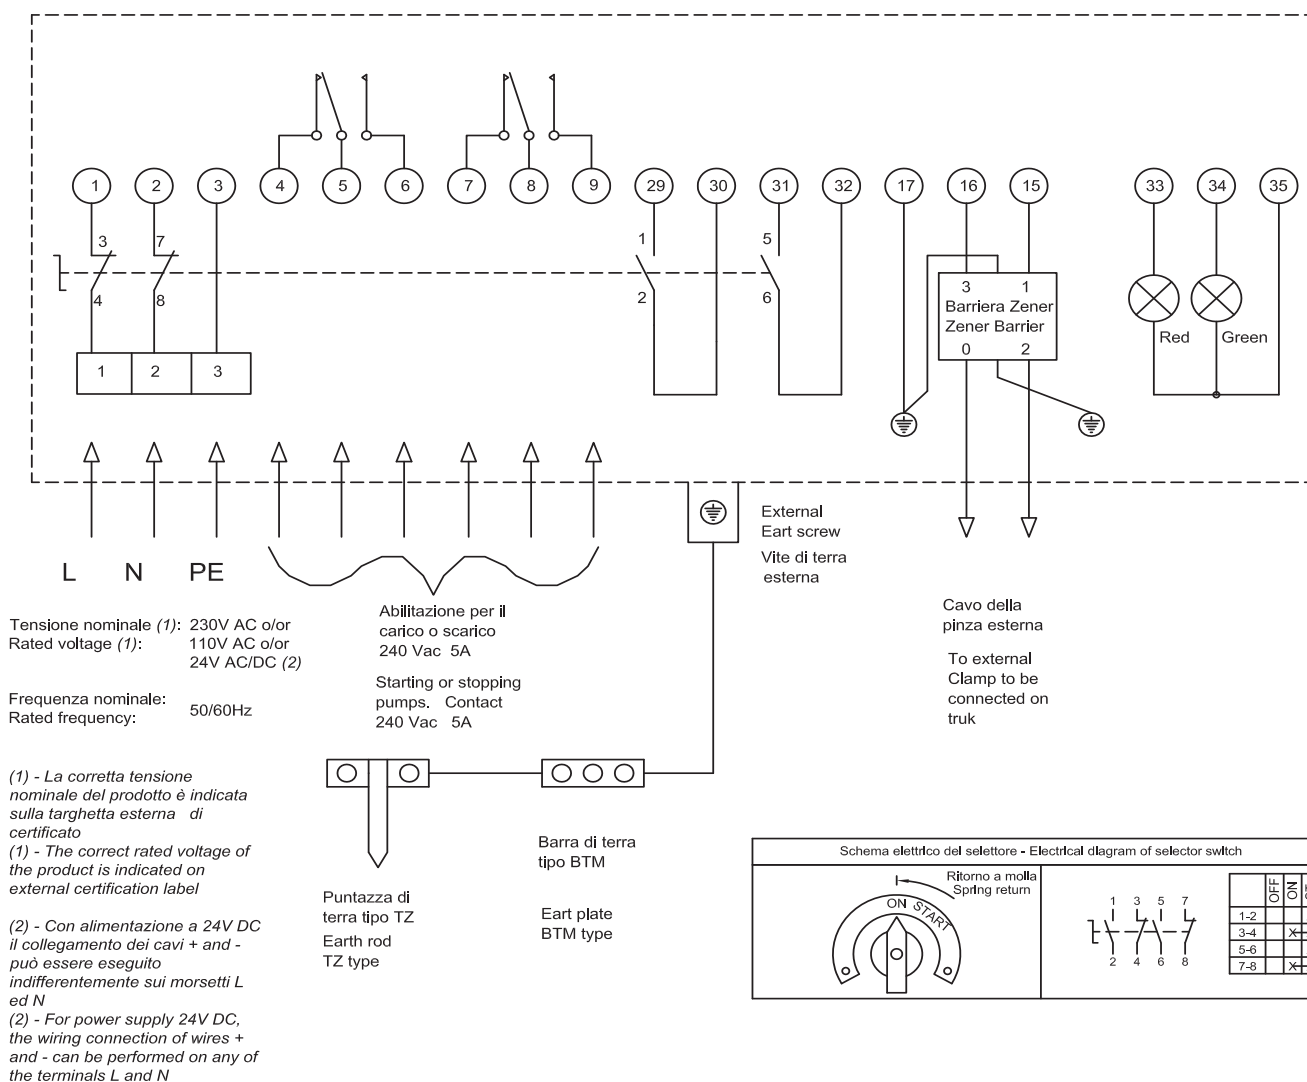 1 2 3 4 5 6 7 8 9 29 30 31 32 17 16 15 33 34 35
3 7 1 5
4 8 2 6
3 1
Barriera Zener
Zener Barrier
0 2
Red Green
1 2 3
L N PE
External
Eart screw
Vite di terra
esterna
Tensione nominale (1): 230V AC o/or
Rated voltage (1): 110V AC o/or
24V AC/DC (2)
Frequenza nominale:
Rated frequency: 50/60Hz
Abilitazione per il
carico o scarico
240 Vac 5A
Starting or stopping
pumps. Contact
240 Vac 5A
Cavo della
pinza esterna
To external
Clamp to be
connected on
truk
(1) - La corretta tensione
nominale del prodotto è indicata
sulla targhetta esterna di
certificato
(1) - The correct rated voltage of
the product is indicated on
external certification label
(2) - Con alimentazione a 24V DC
il collegamento dei cavi + and -
può essere eseguito
indifferentemente sui morsetti L
ed N
(2) - For power supply 24V DC,
the wiring connection of wires +
and - can be performed on any of
the terminals L and N
Puntazza di
terra tipo TZ
Earth rod
TZ type
Barra di terra
tipo BTM
Eart plate
BTM type
Schema elettrico del selettore - Electrical diagram of selector switch
Ritorno a molla
Spring return
ON START
1 3 5 7
2 4 6 8
OFF ON
1-2
3-4 X
5-6
7-8 X